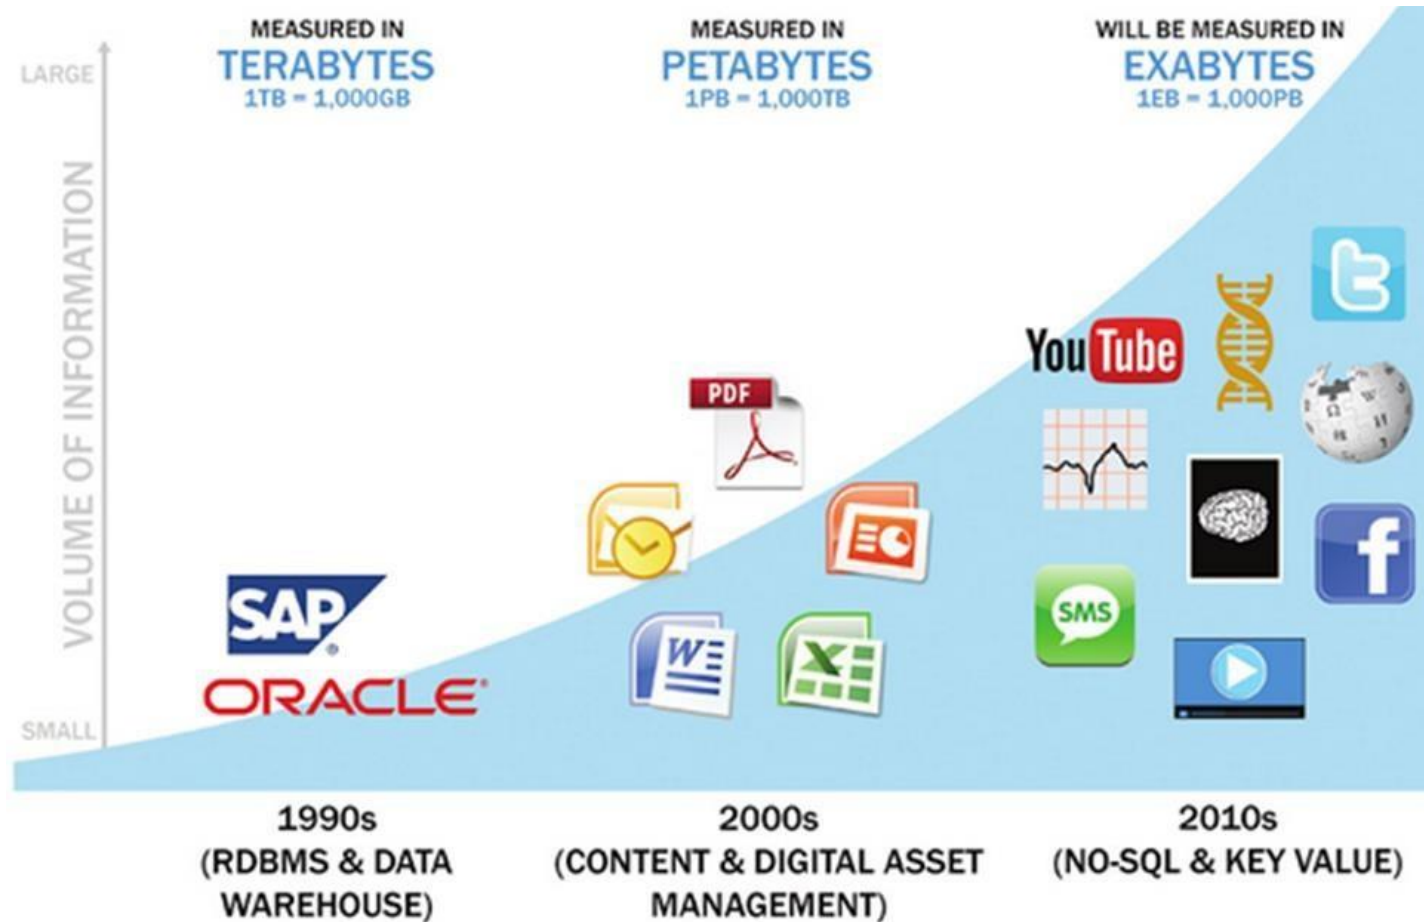 MEASURED IN
TERABYTES
1TB = 1,000GB
MEASURED IN
PETABYTES
1PB = 1,000TB
WILL BE MEASURED IN
EXABYTES
1EB = 1,000PB
LARGE
VOLUME OF INFORMATION
SMALL
SAP®
ORACLE®
PDF
W
X
YouTube
t
Ω
W
И
SMS
f
1990s
(RDBMS & DATA
WAREHOUSE)
2000s
(CONTENT & DIGITAL ASSET
MANAGEMENT)
2010s
(NO-SQL & KEY VALUE)